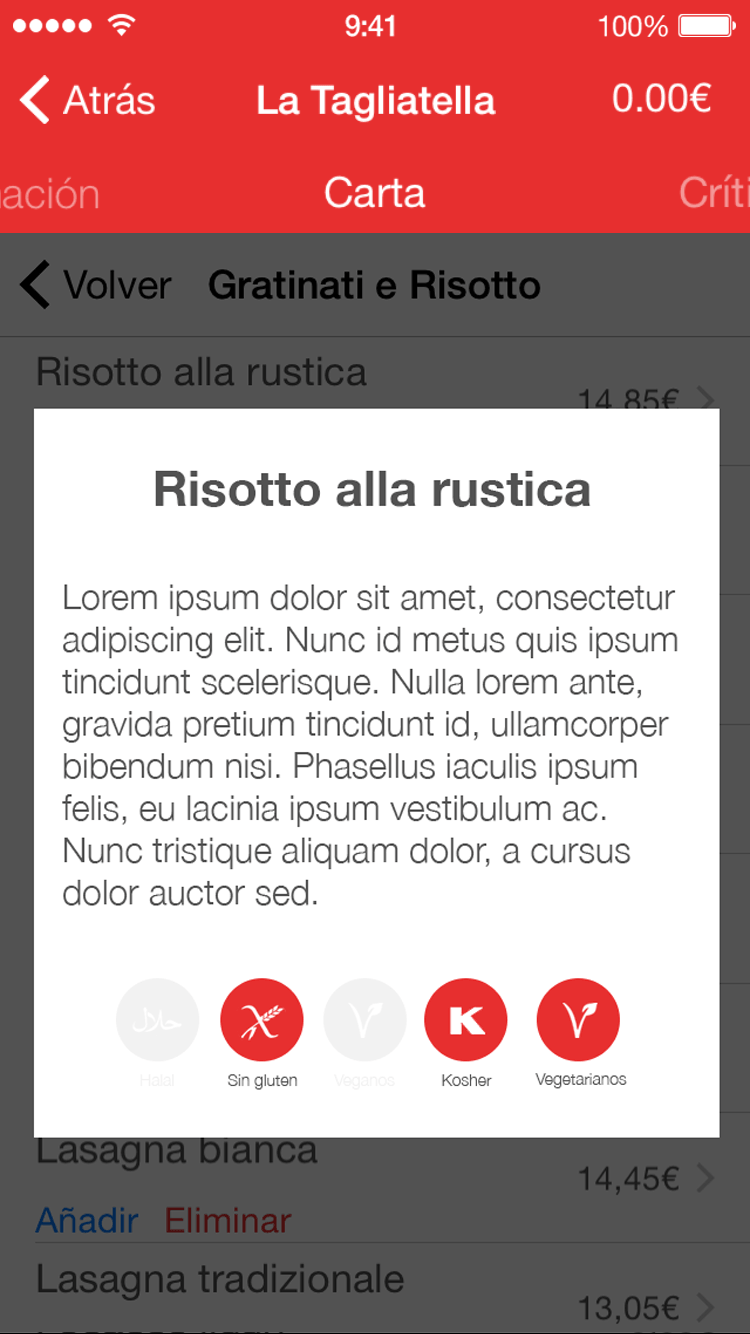 9:41
100%
Atrás
La Tagliatella
0.00€
ación
Carta
Críti
Volver
Gratinati e Risotto
Risotto alla rustica
14,85€
Risotto alla rustica
Lorem ipsum dolor sit amet, consectetur
adipiscing elit. Nunc id metus quis ipsum
tincidunt scelerisque. Nulla lorem ante,
gravida pretium tincidunt id, ullamcorper
bibendum nisi. Phasellus iaculis ipsum
felis, eu lacinia ipsum vestibulum ac.
Nunc tristique aliquam dolor, a cursus
dolor auctor sed.
حلال
K
V
Halal
Sin gluten
Veganos
Kosher
Vegetarianos
Lasagna bianca
14,45€
Añadir
Eliminar
Lasagna tradizionale
13,05€